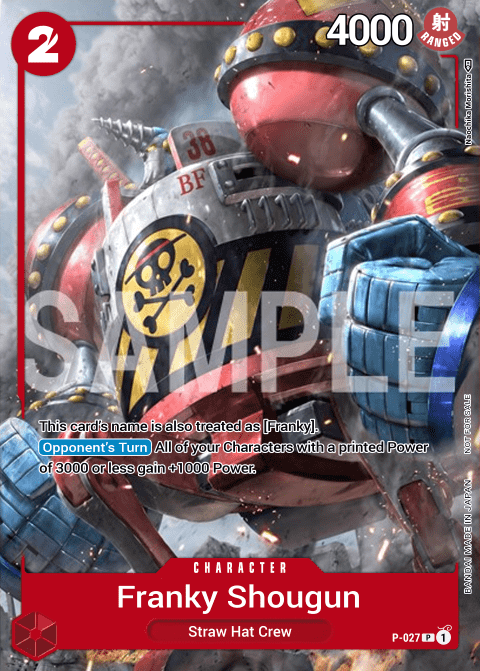 2
4000
射
RANGED
Naochika Morishita
38
BF
SAMPLE
This card's name is also treated as [Franky].
Opponent's Turn All of your Characters with a printed Power
of 3000 or less gain +1000 Power.
NOT FOR SALE
BANDAI MADE IN JAPAN
CHARACTER
Franky Shougun
Straw Hat Crew
P-027 P 1